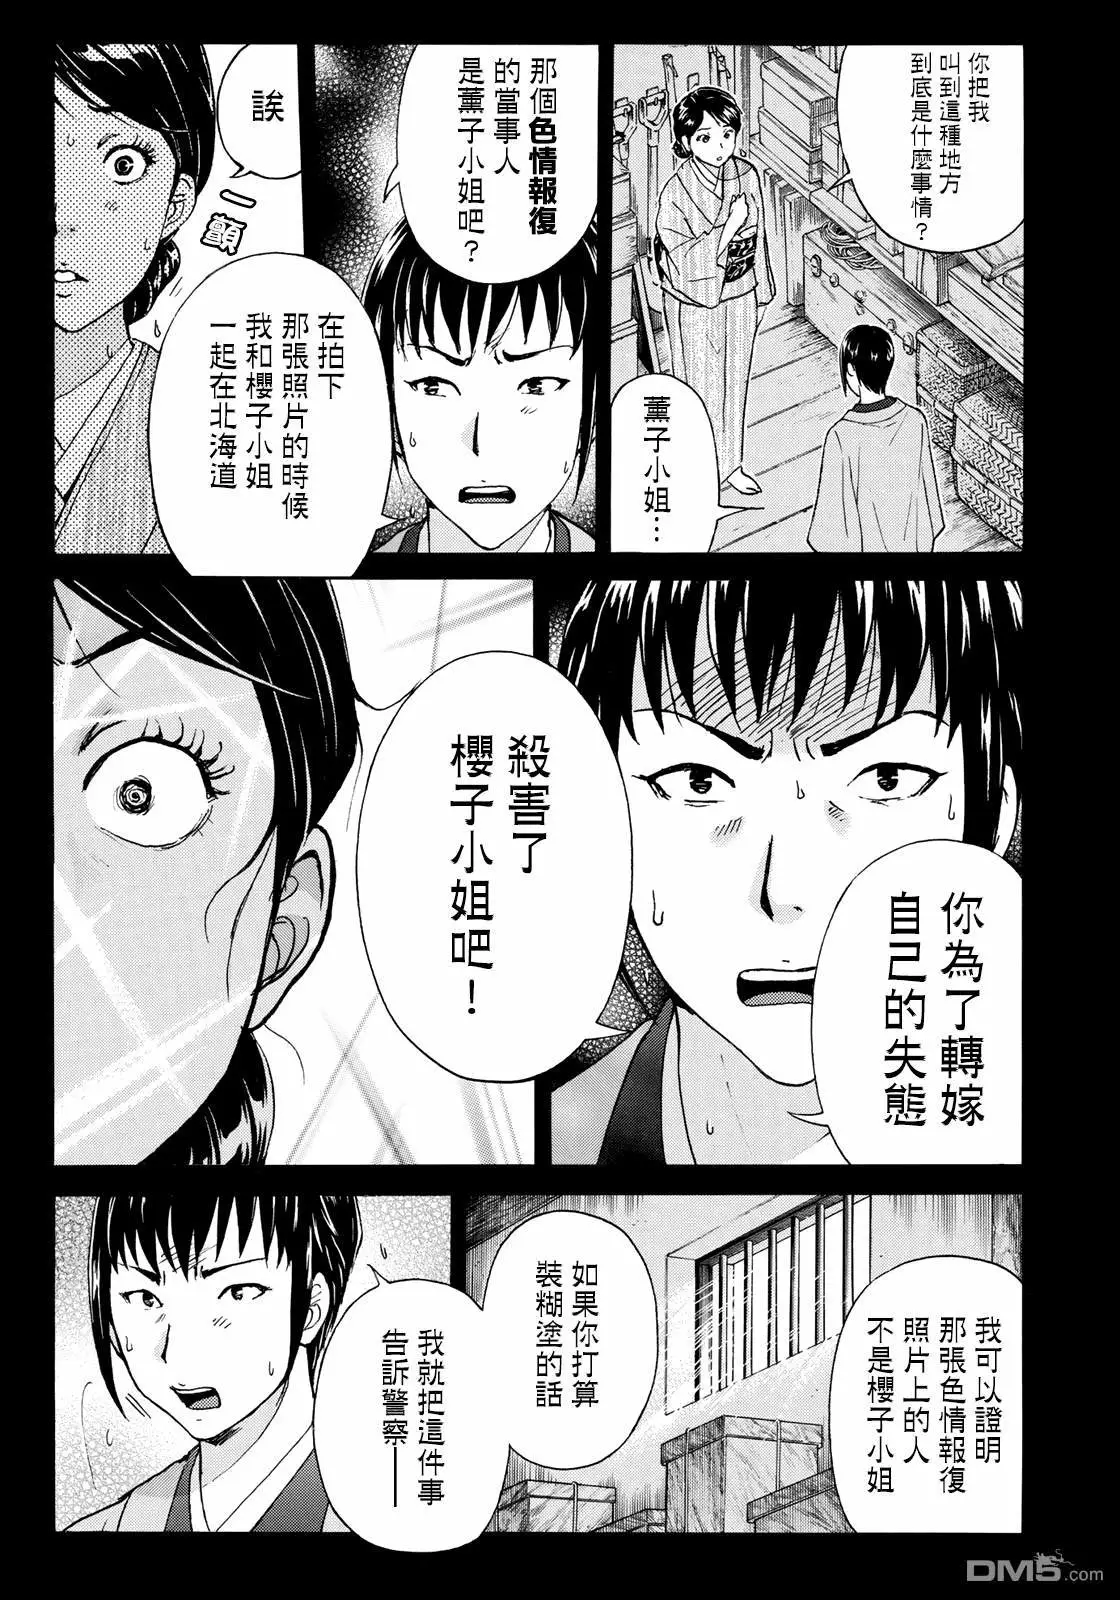 你把我
叫到這種地方
到底是什麼事情？
薰子小姐…
那個色情報復
的當事人
是薰子小姐吧？
誒
一顫
在拍下
那張照片的時候
我和櫻子小姐
一起在北海道
你為了轉嫁
自己的失態
殺害了
櫻子小姐吧！
我可以證明
那張色情報復
照片上的人
不是櫻子小姐
如果你打算
裝糊塗的話
我就把這件事
告訴警察──
DM5.com